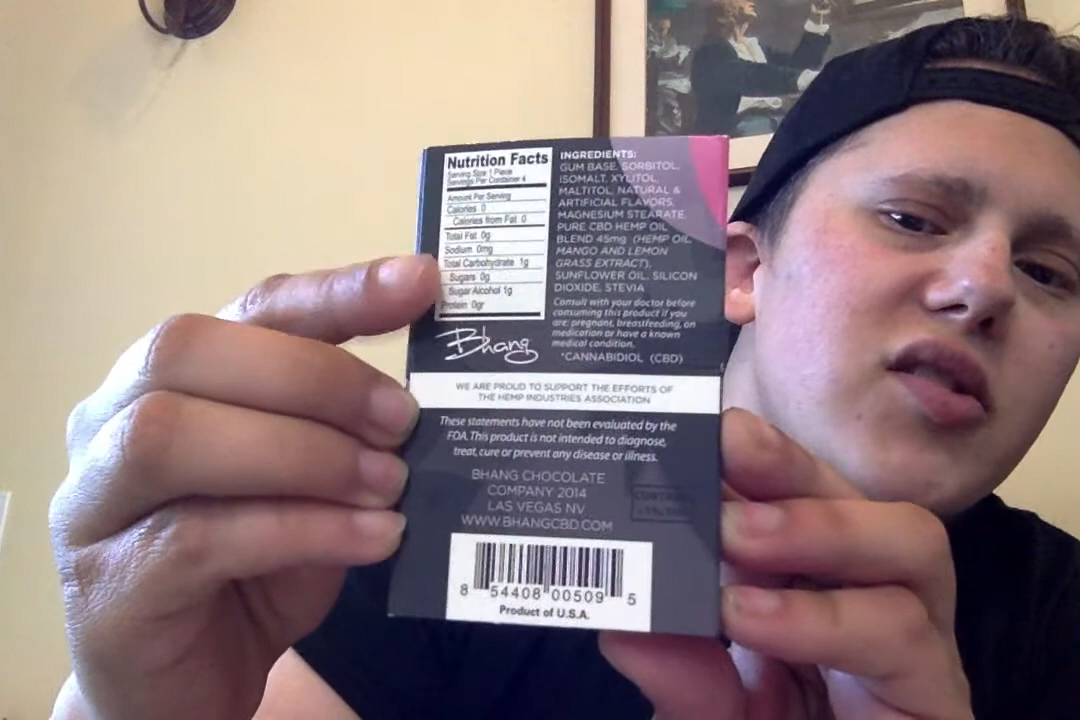 Nutrition Facts
Serving Size 1 Piece
Servings Per Container 4
Amount Per Serving
Calories 0
Calories from Fat 0
Total Fat 0g
Sodium 0mg
Total Carbohydrate 1g
Sugars 0g
Sugar Alcohol 1g
Protein 0gr
INGREDIENTS:
GUM BASE, SORBITOL,
ISOMALT, XYLITOL,
MALTITOL, NATURAL &
ARTIFICIAL FLAVORS,
MAGNESIUM STEARATE,
PURE CBD HEMP OIL
BLEND 45mg (HEMP OIL,
MANGO AND LEMON
GRASS EXTRACT),
SUNFLOWER OIL, SILICON
DIOXIDE, STEVIA
Consult with your doctor before
consuming this product if you
are: pregnant, breastfeeding, on
medication or have a known
medical condition.
*CANNABIDIOL (CBD)
Bhang
WE ARE PROUD TO SUPPORT THE EFFORTS OF
THE HEMP INDUSTRIES ASSOCIATION
These statements have not been evaluated by the
FDA. This product is not intended to diagnose,
treat, cure or prevent any disease or illness.
BHANG CHOCOLATE
COMPANY 2014
LAS VEGAS NV
WWW.BHANGCBD.COM
8 54408 00509 5
Product of U.S.A.